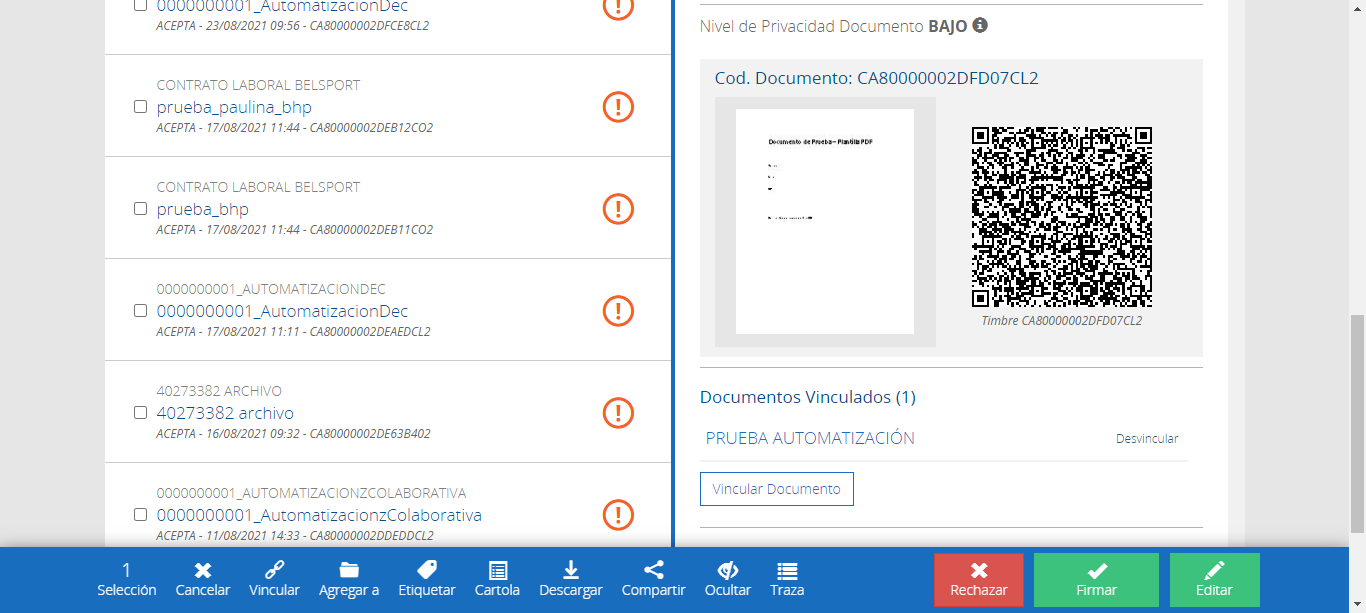 0000000001_AutomatizacionDec
ACEPTA - 23/08/2021 09:56 - CA80000002DFCE8CL2
CONTRATO LABORAL BELSPORT
prueba_paulina_bhp
ACEPTA - 17/08/2021 11:44 - CA80000002DEB12CO2
CONTRATO LABORAL BELSPORT
prueba_bhp
ACEPTA - 17/08/2021 11:44 - CA80000002DEB11CO2
0000000001_AUTOMATIZACIONDEC
0000000001_AutomatizacionDec
ACEPTA - 17/08/2021 11:11 - CA80000002DEAEDCL2
40273382 ARCHIVO
40273382 archivo
ACEPTA - 16/08/2021 09:32 - CA80000002DE63B402
0000000001_AUTOMATIZACIONZCOLABORATIVA
0000000001_AutomatizacionzColaborativa
ACEPTA - 11/08/2021 14:33 - CA80000002DDEDDCL2
Nivel de Privacidad Documento BAJO
Cod. Documento: CA80000002DFD07CL2
Documento de Prueba – Plantilla PDF
Timbre CA80000002DFD07CL2
Documentos Vinculados (1)
PRUEBA AUTOMATIZACIÓN Desvincular
Vincular Documento
1
Selección Cancelar Vincular Agregar a Etiquetar Cartola Descargar Compartir Ocultar Traza Rechazar Firmar Editar